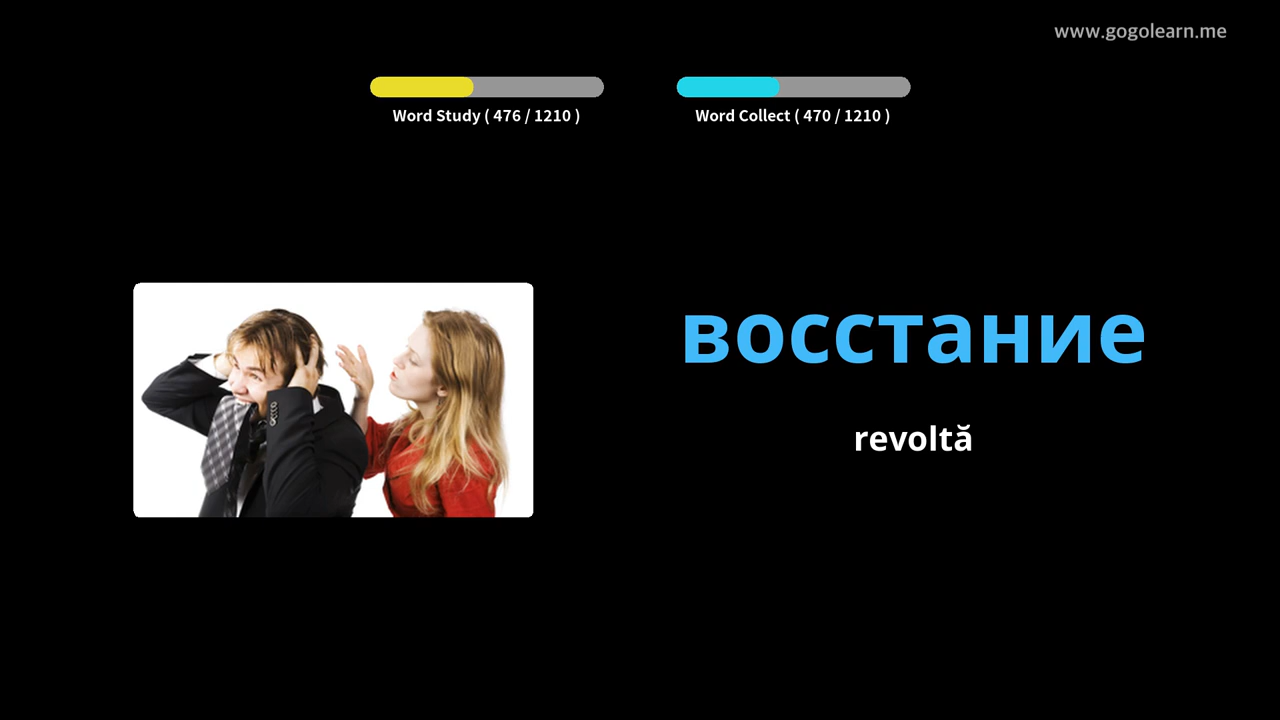 www.gogolearn.me
Word Study ( 476 / 1210 )
Word Collect ( 470 / 1210 )
восстание
revoltă